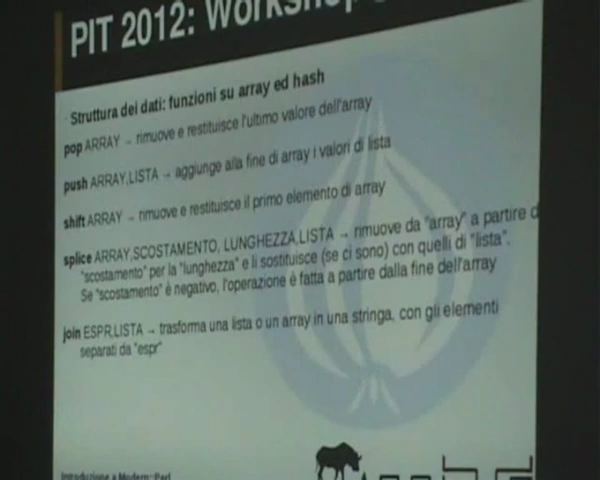 PIT 2012: Workshop
Struttura dei dati: funzioni su array ed hash
pop ARRAY → rimuove e restituisce l'ultimo valore dell'array
push ARRAY,LISTA → aggiunge alla fine di array i valori di lista
shift ARRAY → rimuove e restituisce il primo elemento di array
splice ARRAY,SCOSTAMENTO, LUNGHEZZA,LISTA → rimuove da "array" a partire d
"scostamento" per la "lunghezza" e li sostituisce (se ci sono) con quelli di "lista".
Se "scostamento" è negativo, l'operazione è fatta a partire dalla fine dell'array
join ESPR,LISTA → trasforma una lista o un array in una stringa, con gli elementi
separati da "espr"
Introduzione a Modern::Perl